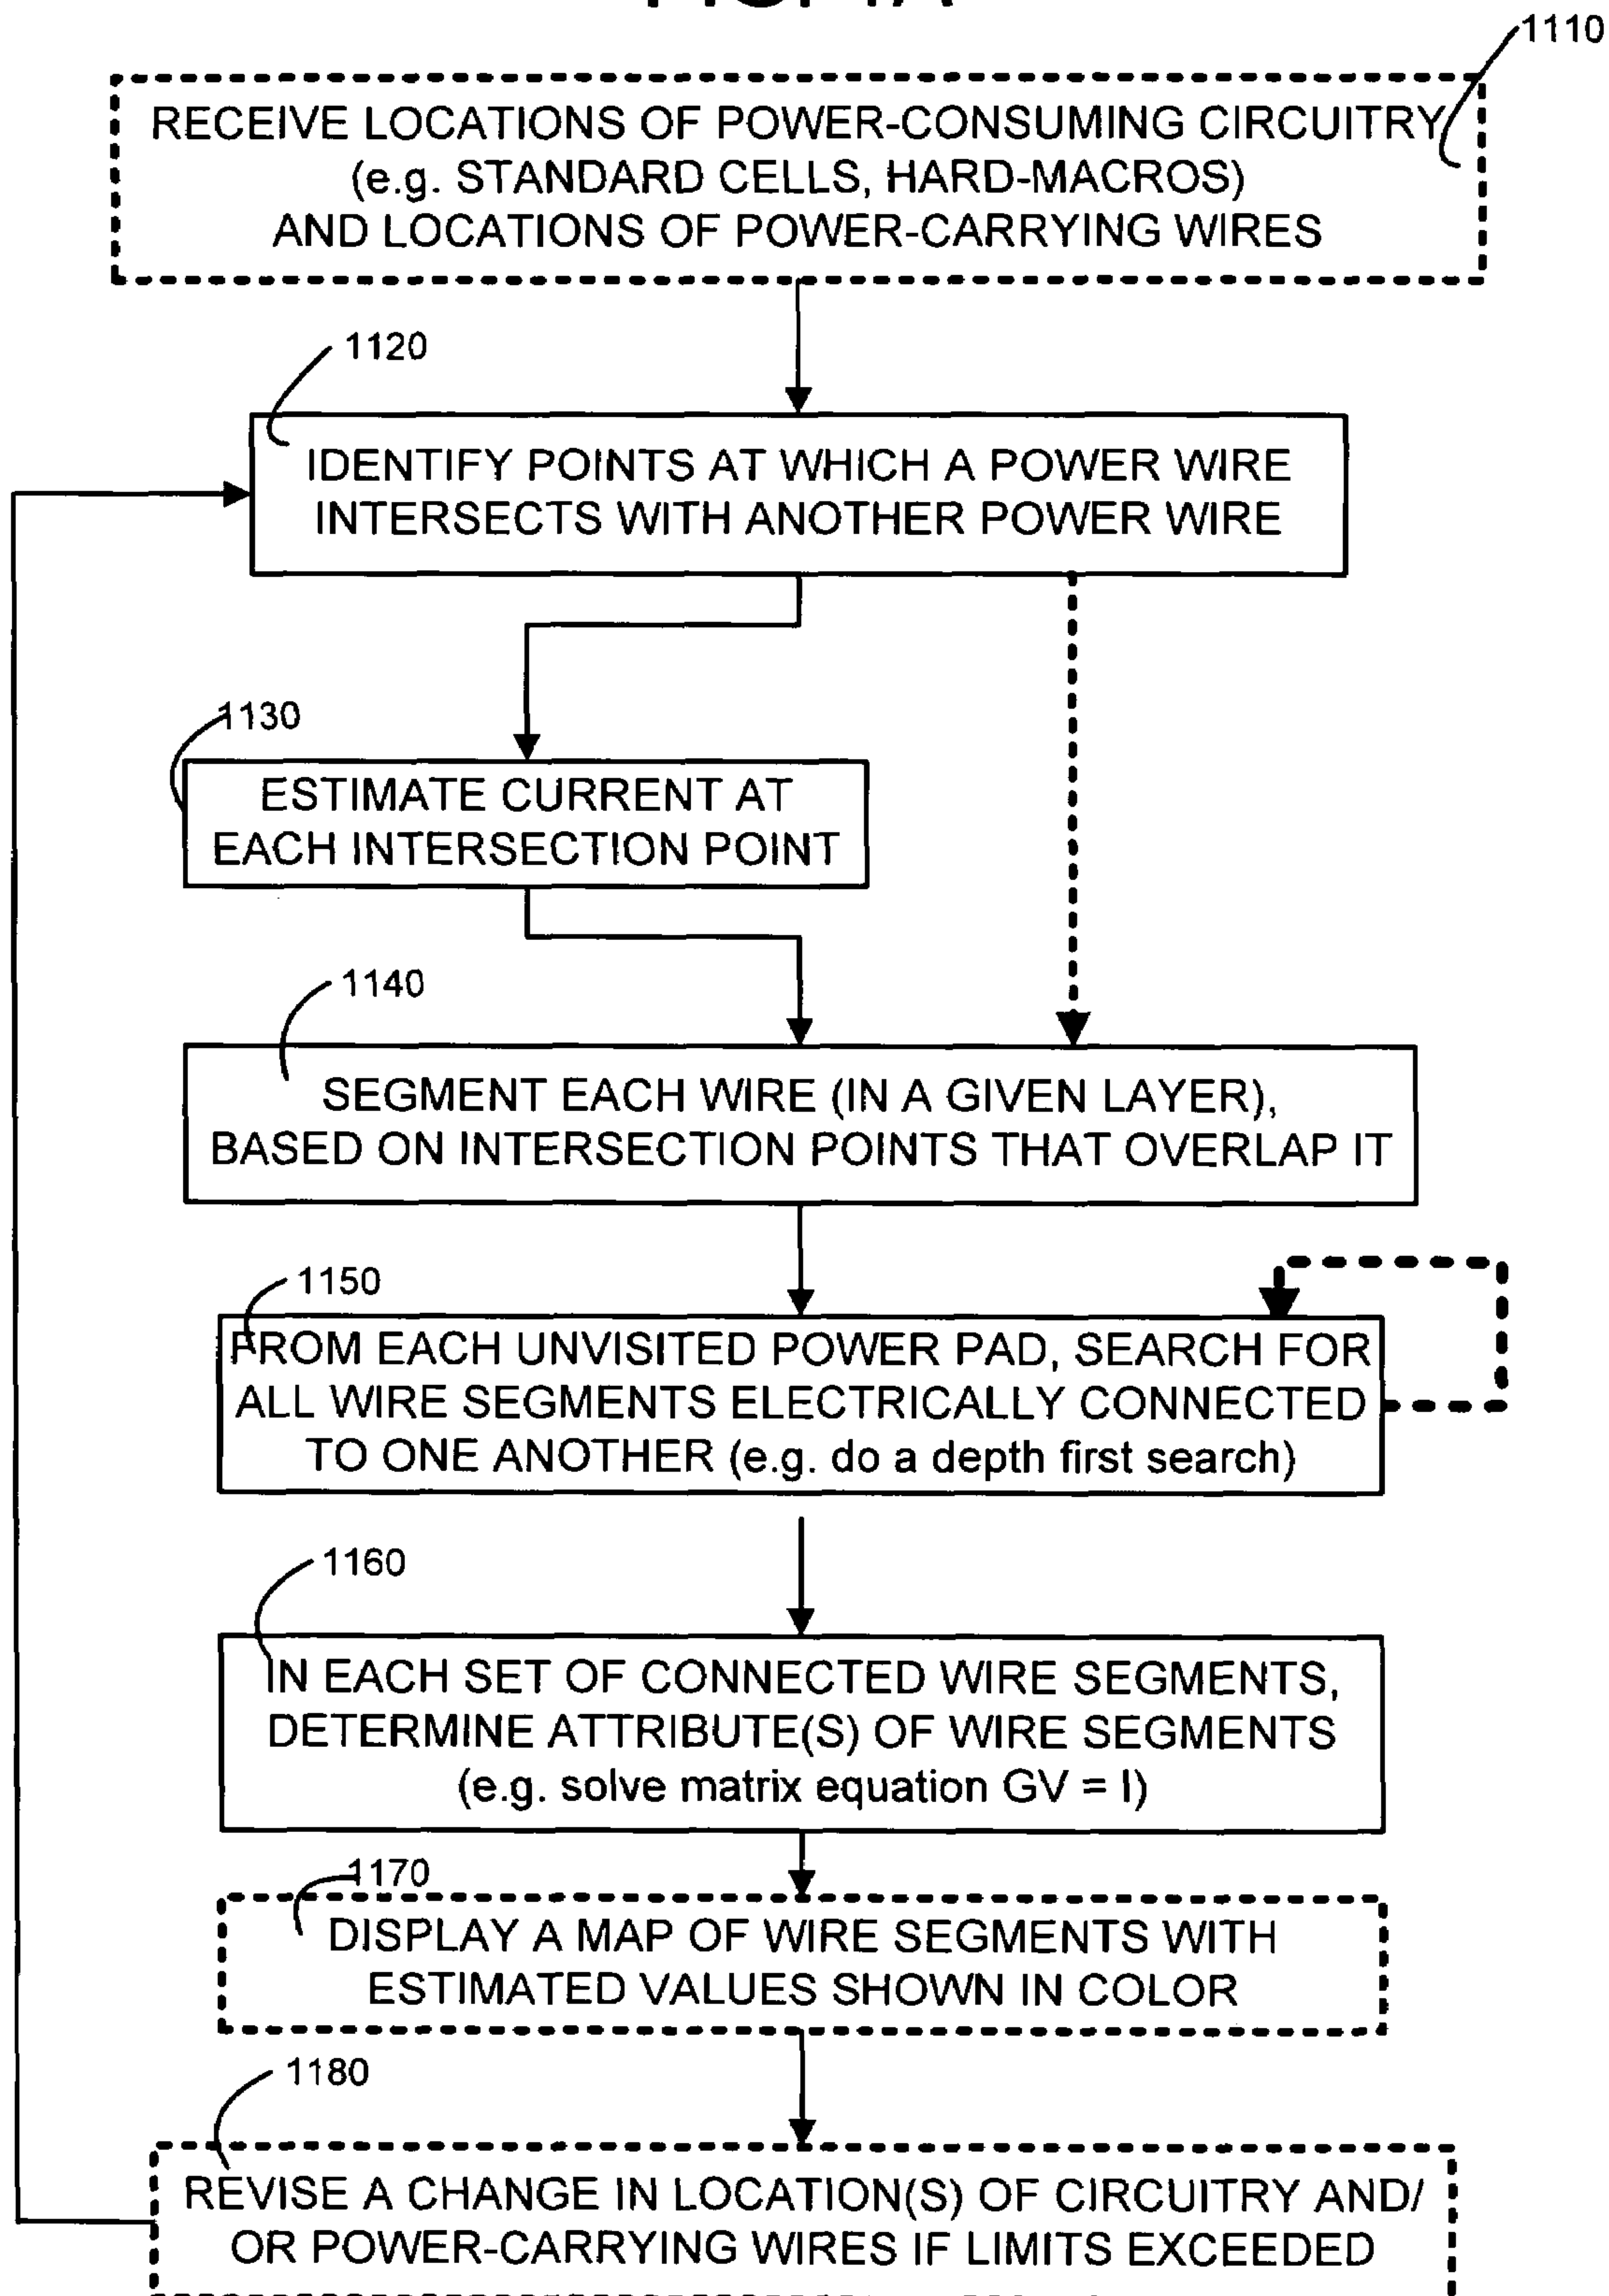 1110
RECEIVE LOCATIONS OF POWER-CONSUMING CIRCUITRY
(e.g. STANDARD CELLS, HARD-MACROS)
AND LOCATIONS OF POWER-CARRYING WIRES
1120
IDENTIFY POINTS AT WHICH A POWER WIRE
INTERSECTS WITH ANOTHER POWER WIRE
1130
ESTIMATE CURRENT AT
EACH INTERSECTION POINT
1140
SEGMENT EACH WIRE (IN A GIVEN LAYER),
BASED ON INTERSECTION POINTS THAT OVERLAP IT
1150
FROM EACH UNVISITED POWER PAD, SEARCH FOR
ALL WIRE SEGMENTS ELECTRICALLY CONNECTED
TO ONE ANOTHER (e.g. do a depth first search)
1160
IN EACH SET OF CONNECTED WIRE SEGMENTS,
DETERMINE ATTRIBUTE(S) OF WIRE SEGMENTS
(e.g. solve matrix equation GV = I)
1170
DISPLAY A MAP OF WIRE SEGMENTS WITH
ESTIMATED VALUES SHOWN IN COLOR
1180
REVISE A CHANGE IN LOCATION(S) OF CIRCUITRY AND/
OR POWER-CARRYING WIRES IF LIMITS EXCEEDED